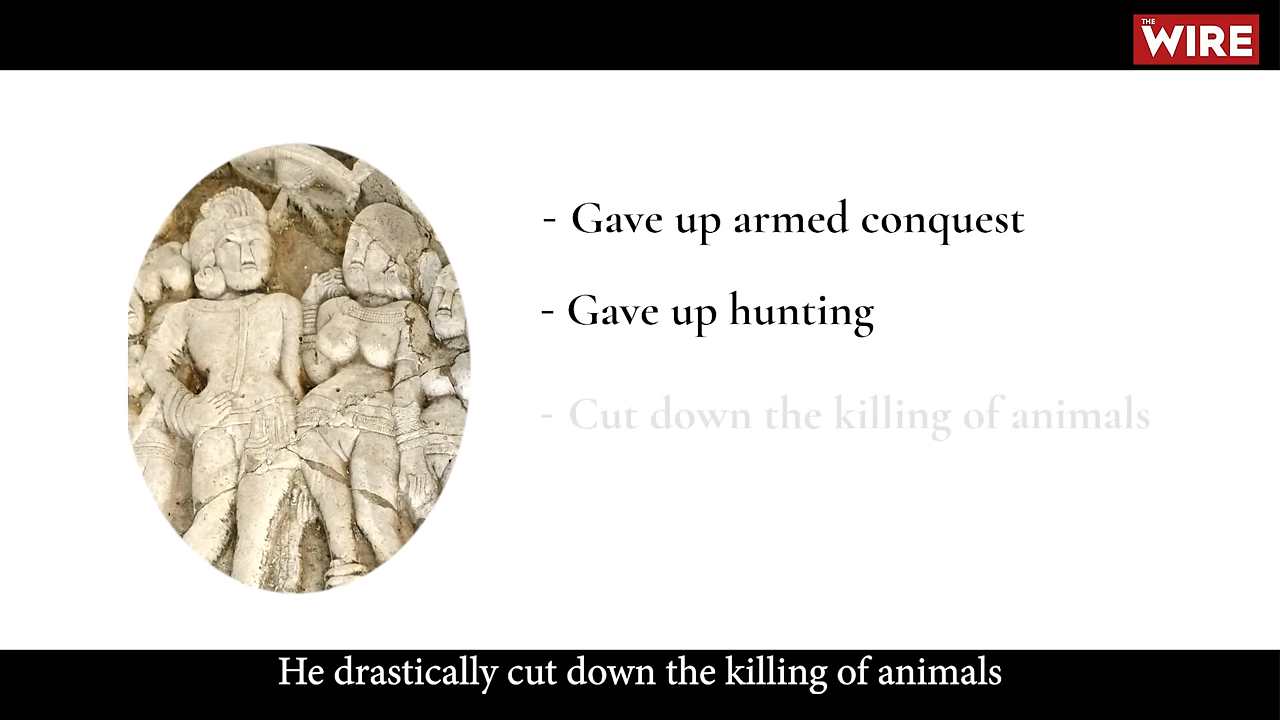 THE
WIRE
- Gave up armed conquest
- Gave up hunting
- Cut down the killing of animals
He drastically cut down the killing of animals